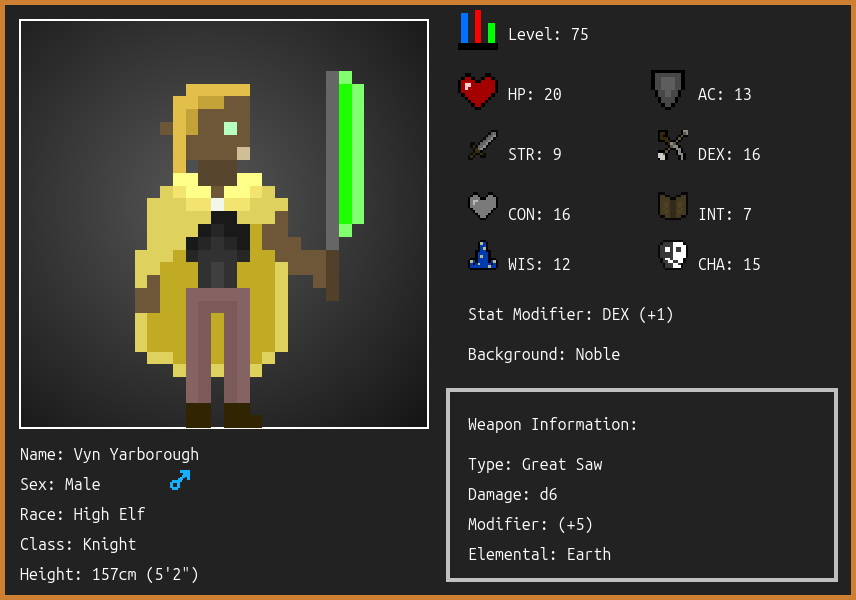 Level: 75
HP: 20
AC: 13
STR: 9
DEX: 16
CON: 16
INT: 7
WIS: 12
CHA: 15
Stat Modifier: DEX (+1)
Background: Noble
Weapon Information:
Type: Great Saw
Damage: d6
Modifier: (+5)
Elemental: Earth
Name: Vyn Yarborough
Sex: Male
Race: High Elf
Class: Knight
Height: 157cm (5'2")